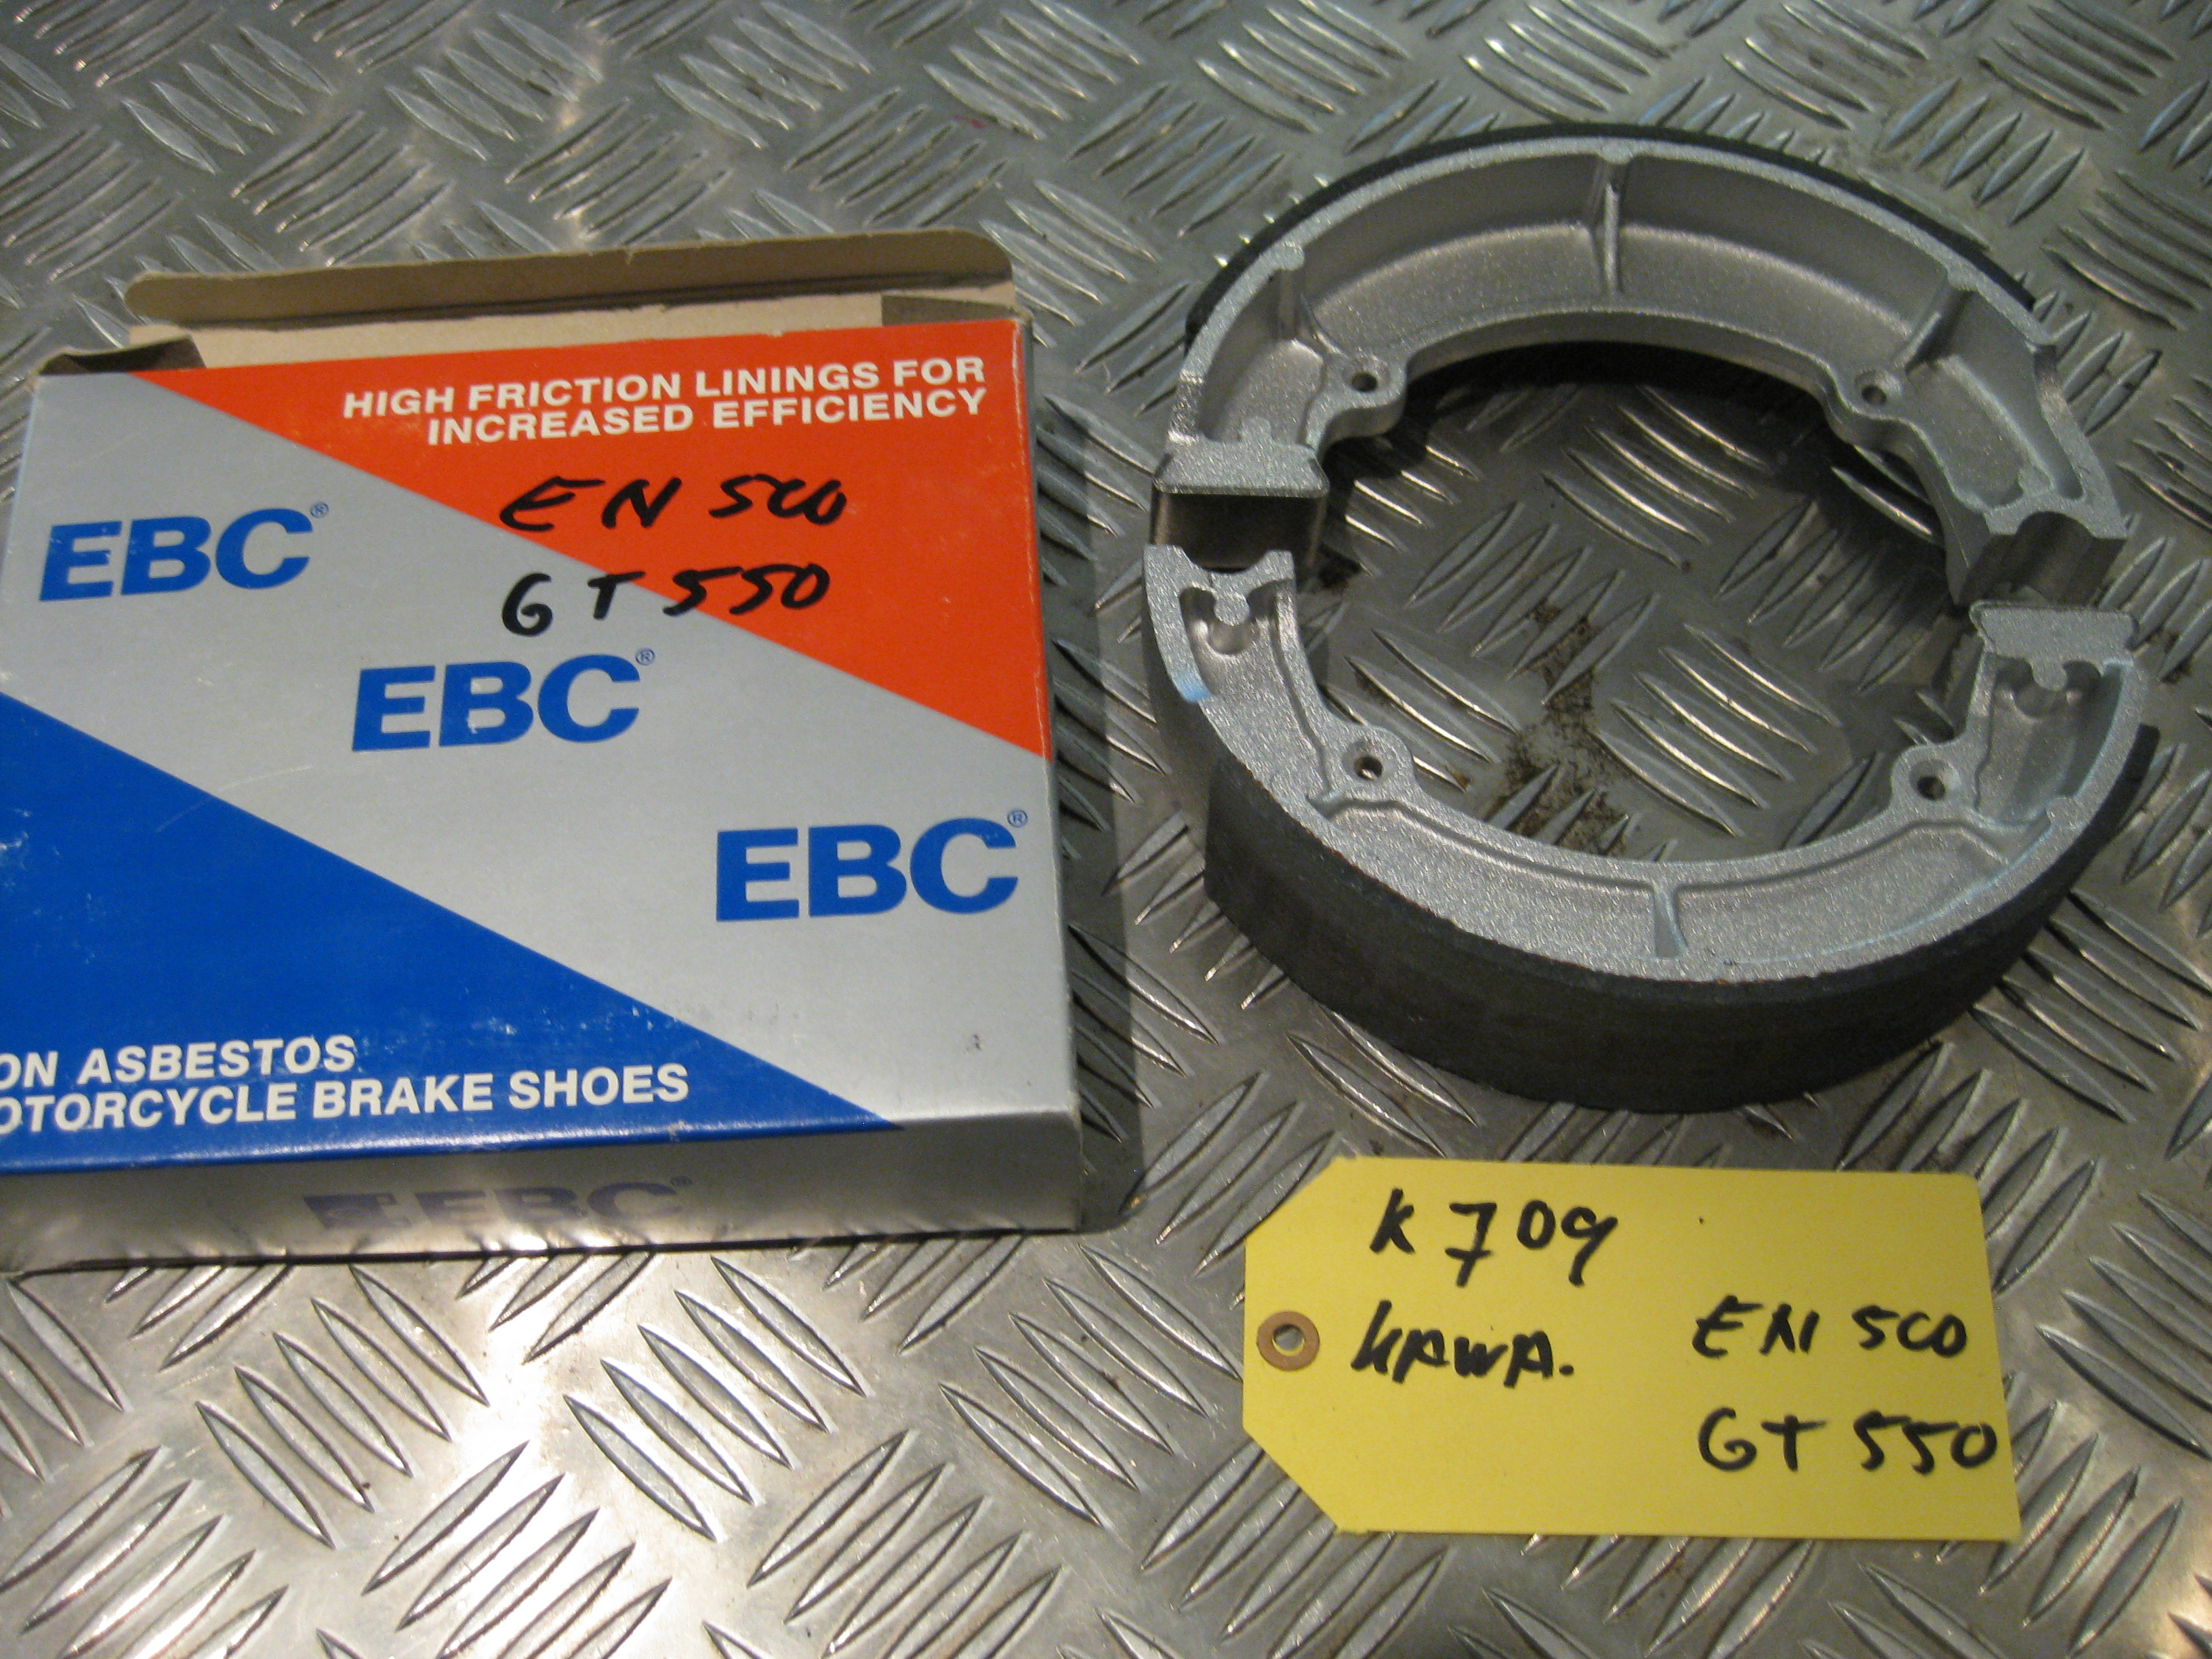 HIGH FRICTION LININGS FOR
INCREASED EFFICIENCY
EN 500
GT 550
EBC®
EBC®
EBC®
ON ASBESTOS
OTORCYCLE BRAKE SHOES
EBC®
K 709
KAWA.
EN 500
GT 550